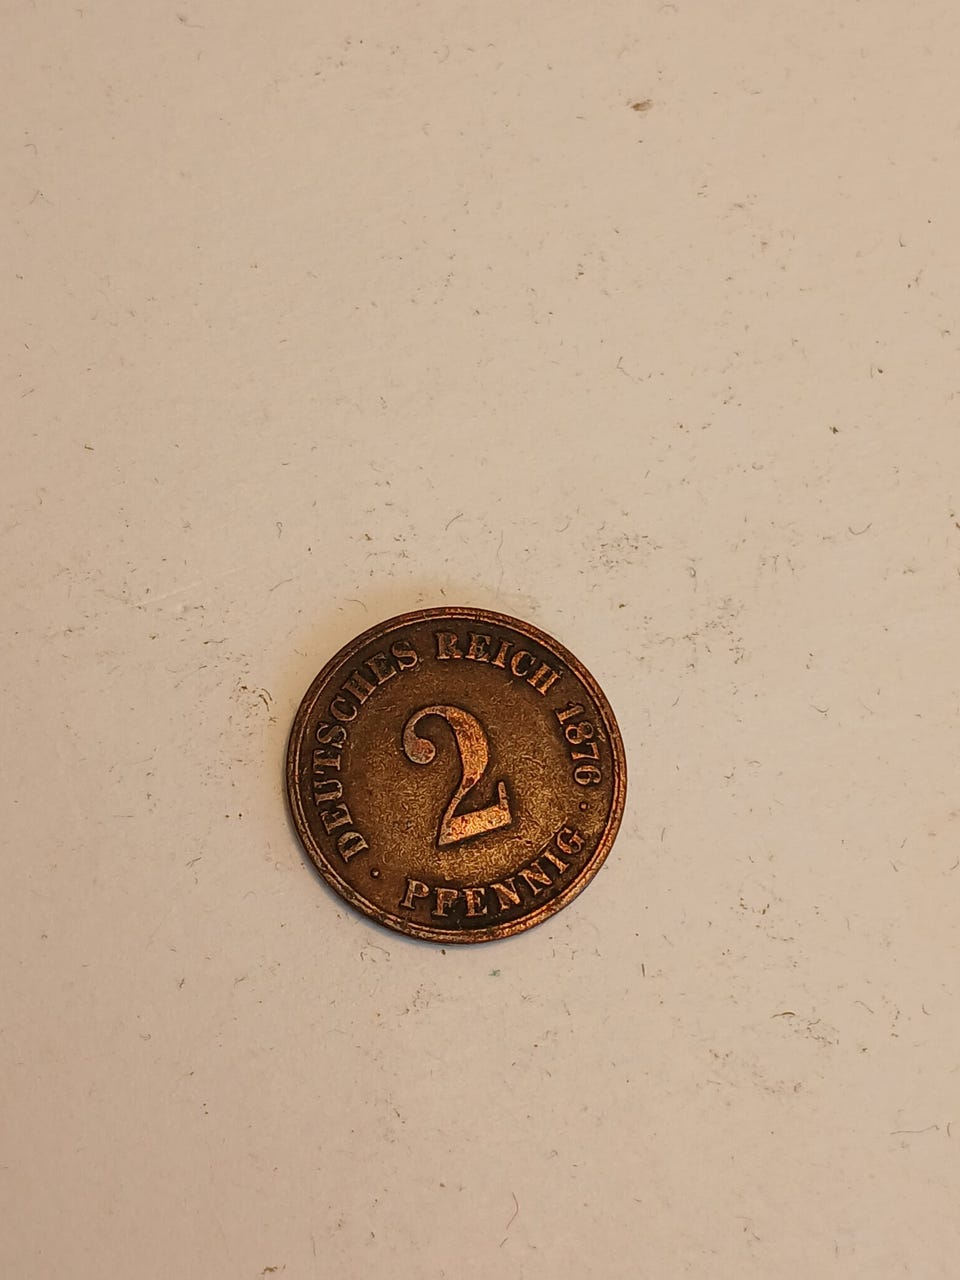 DEUTSCHES REICH 1876
2
· PFENNIG ·